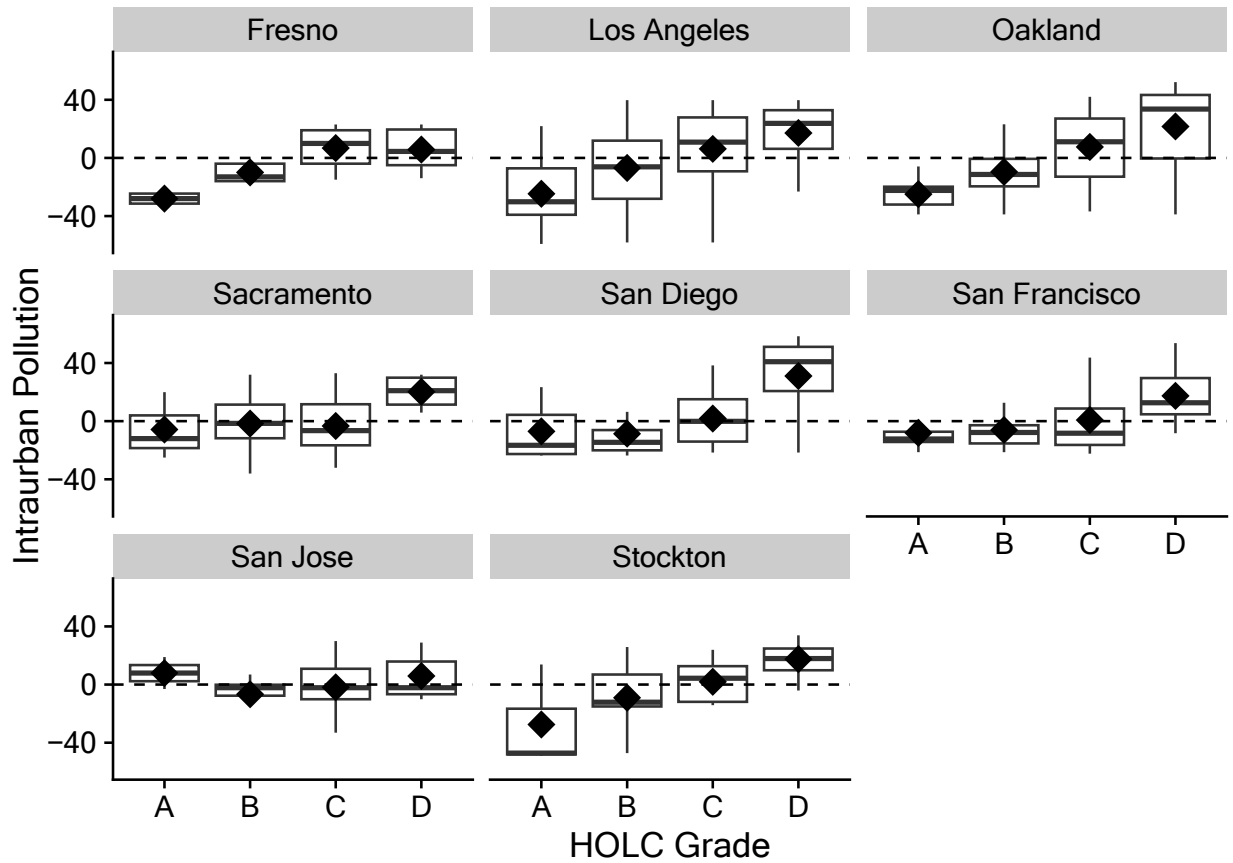 Fresno
Los Angeles
Oakland
40
0
−40
Sacramento
San Diego
San Francisco
40
0
−40
A B C D
San Jose
Stockton
40
0
−40
A B C D
A B C D
HOLC Grade
Intraurban Pollution